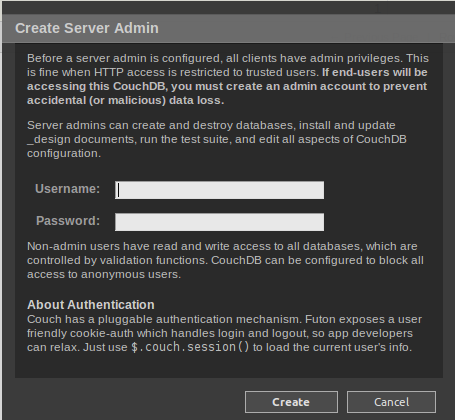 Create Server Admin
Before a server admin is configured, all clients have admin privileges. This
is fine when HTTP access is restricted to trusted users. If end-users will be
accessing this CouchDB, you must create an admin account to prevent
accidental (or malicious) data loss.
Server admins can create and destroy databases, install and update
_design documents, run the test suite, and edit all aspects of CouchDB
configuration.
Username:
Password:
Non-admin users have read and write access to all databases, which are
controlled by validation functions. CouchDB can be configured to block all
access to anonymous users.
About Authentication
Couch has a pluggable authentication mechanism. Futon exposes a user
friendly cookie-auth which handles login and logout, so app developers
can relax. Just use $.couch.session() to load the current user's info.
Create
Cancel